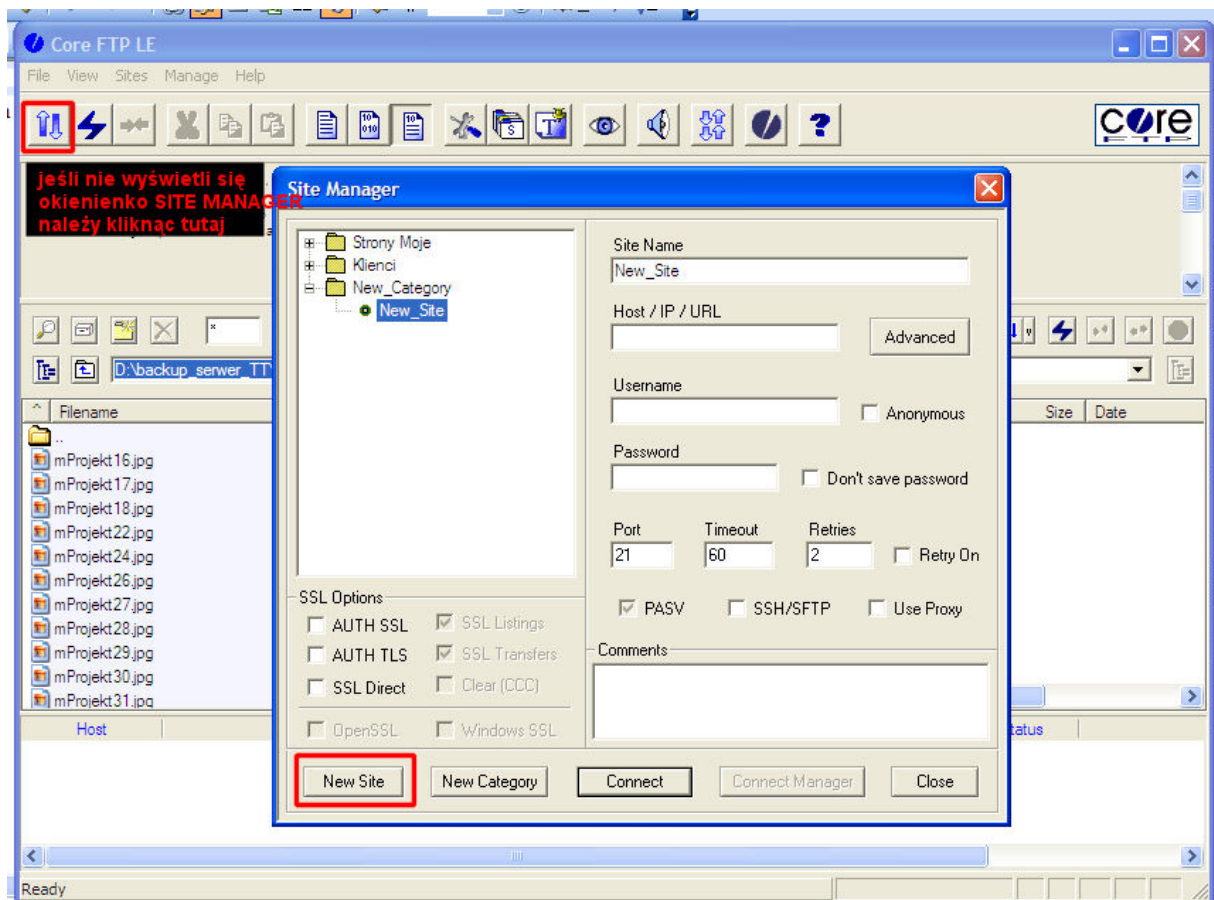 Core FTP LE
File View Sites Manage Help
10 010
10
S
T
?
core
jeśli nie wyświetli się
okienienko SITE MANAGER
należy kliknąc tutaj
Site Manager
Strony Moje
Klienci
New_Category
New_Site
Site Name
New_Site
Host / IP / URL
Advanced
Username
Anonymous
Password
Don't save password
Port Timeout Retries
21 60 2 Retry On
PASV SSH/SFTP Use Proxy
SSL Options
AUTH SSL SSL Listings
AUTH TLS SSL Transfers
SSL Direct Clear (CCC)
OpenSSL Windows SSL
Comments
New Site New Category Connect Connect Manager Close
*
D:\backup_serwer_TT
Filename
Size Date
..
mProjekt16.jpg
mProjekt17.jpg
mProjekt18.jpg
mProjekt22.jpg
mProjekt24.jpg
mProjekt26.jpg
mProjekt27.jpg
mProjekt28.jpg
mProjekt29.jpg
mProjekt30.jpg
mProjekt31.jpg
Host tatus
Ready